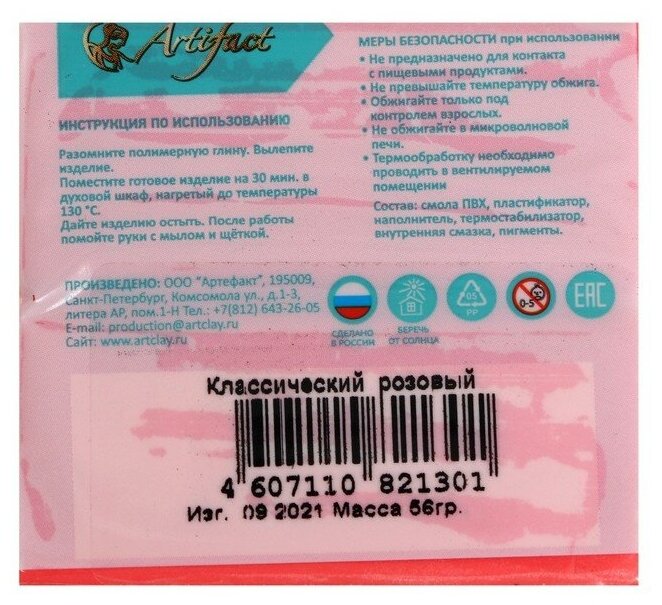 Artifact
ИНСТРУКЦИЯ ПО ИСПОЛЬЗОВАНИЮ
Разомните полимерную глину. Вылепите
изделие.
Поместите готовое изделие на 30 мин. в
духовой шкаф, нагретый до температуры
130 °С.
Дайте изделию остыть. После работы
помойте руки с мылом и щёткой.
МЕРЫ БЕЗОПАСНОСТИ при использовании
• Не предназначено для контакта
с пищевыми продуктами.
• Не превышайте температуру обжига.
• Обжигайте только под
контролем взрослых.
• Не обжигайте в микроволновой
печи.
• Термообработку необходимо
проводить в вентилируемом
помещении
Состав: смола ПВХ, пластификатор,
наполнитель, термостабилизатор,
внутренняя смазка, пигменты.
ПРОИЗВЕДЕНО: ООО "Артефакт", 195009,
Санкт-Петербург, Комсомола ул., д.1-3,
литера АР, пом.1-Н Тел.: +7(812) 643-26-05
E-mail: production@artclay.ru
Сайт: www.artclay.ru
СДЕЛАНО
В РОССИИ
БЕРЕЧЬ
ОТ СОЛНЦА
05
PP
0-5
EAC
Классический розовый
4 607110 821301
Изг. 09 2021 Масса 56гр.